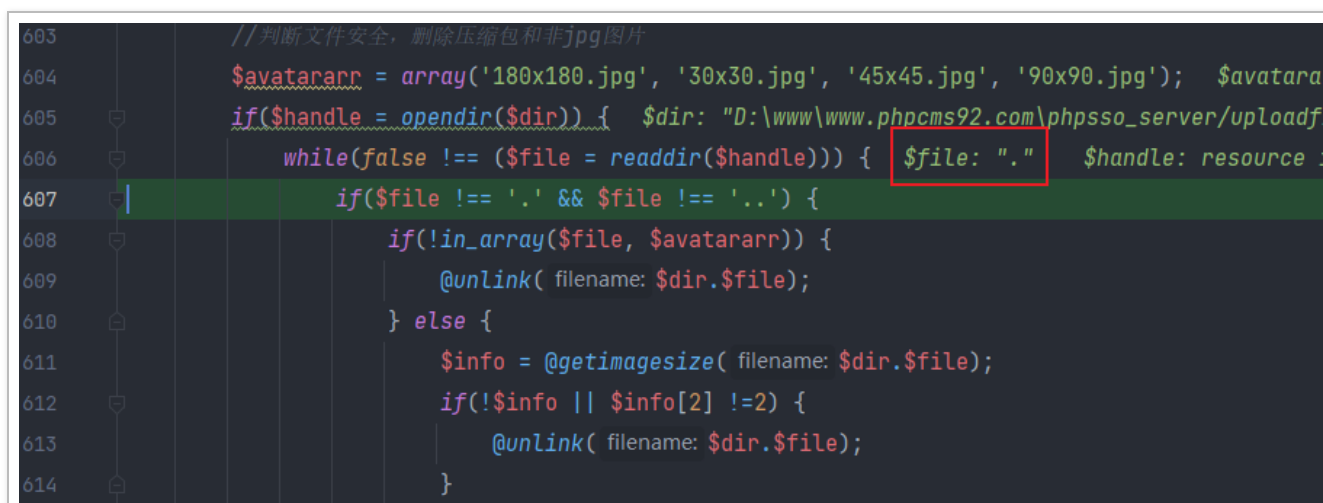 603 //判断文件安全，删除压缩包和非jpg图片
604 $avatararr = array('180x180.jpg', '30x30.jpg', '45x45.jpg', '90x90.jpg'); $avatara
605 if($handle = opendir($dir)) { $dir: "D:\www\www.phpcms92.com\phpsso_server/uploadf
606 while(false !== ($file = readdir($handle))) { $file: "." $handle: resource i
607 if($file !== '.' && $file !== '..') {
608 if(!in_array($file, $avatararr)) {
609 @unlink( filename: $dir.$file);
610 } else {
611 $info = @getimagesize( filename: $dir.$file);
612 if(!$info || $info[2] !=2) {
613 @unlink( filename: $dir.$file);
614 }